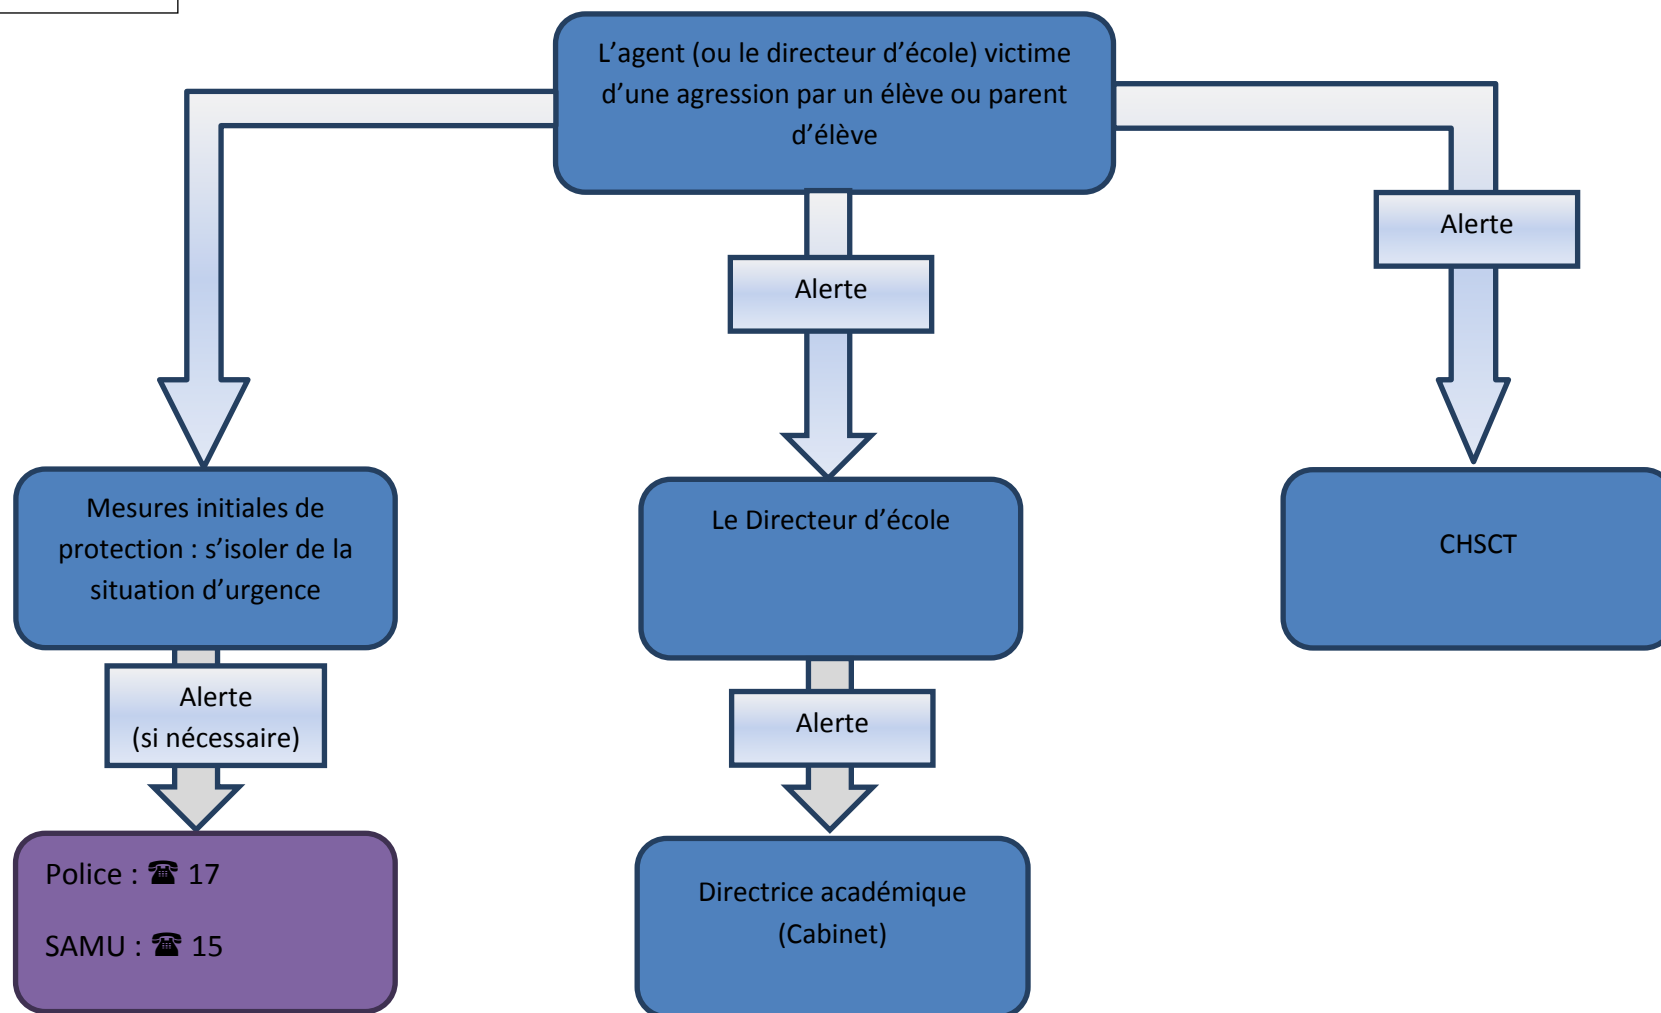 L’agent (ou le directeur d’école) victime
d’une agression par un élève ou parent
d’élève
Alerte
Alerte
Mesures initiales de
protection : s’isoler de la
situation d’urgence
Le Directeur d’école
CHSCT
Alerte
(si nécessaire)
Alerte
Police : ☎ 17
SAMU : ☎ 15
Directrice académique
(Cabinet)